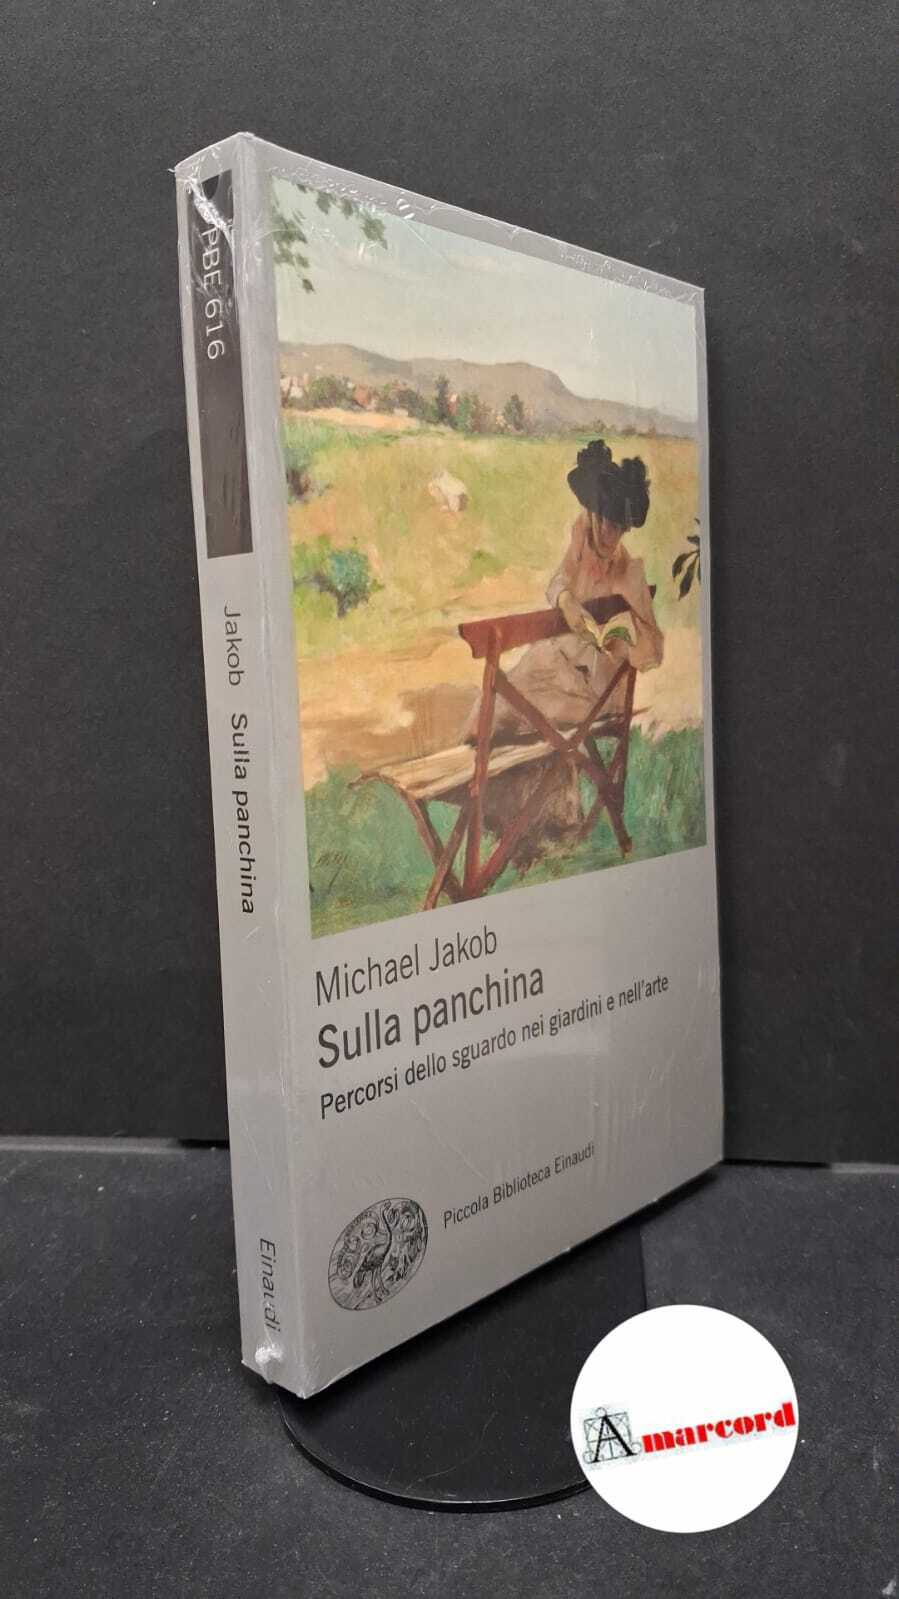 PBE 616
Jakob Sulla panchina
Einaudi
Michael Jakob
Sulla panchina
Percorsi dello sguardo nei giardini e nell'arte
Piccola Biblioteca Einaudi
Amarcord